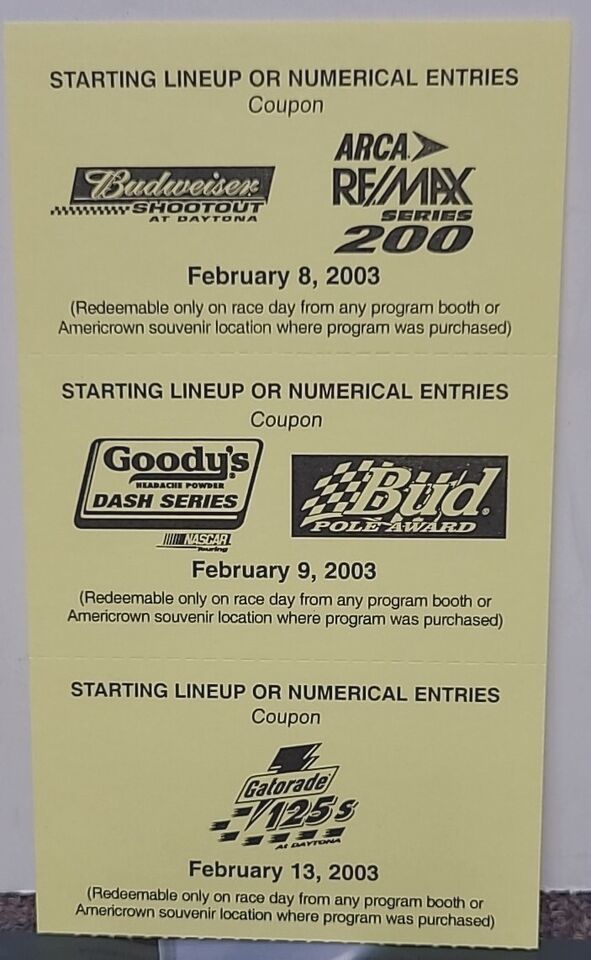 STARTING LINEUP OR NUMERICAL ENTRIES
Coupon
Budweiser
SHOOTOUT
AT DAYTONA
ARCA
RE/MAX
SERIES
200
February 8, 2003
(Redeemable only on race day from any program booth or
Americrown souvenir location where program was purchased)
STARTING LINEUP OR NUMERICAL ENTRIES
Coupon
Goody's
HEADACHE POWDER
DASH SERIES
NASCAR
Touring
Bud.
POLE AWARD
February 9, 2003
(Redeemable only on race day from any program booth or
Americrown souvenir location where program was purchased)
STARTING LINEUP OR NUMERICAL ENTRIES
Coupon
Gatorade
125s
At DAYTONA
February 13, 2003
(Redeemable only on race day from any program booth or
Americrown souvenir location where program was purchased)